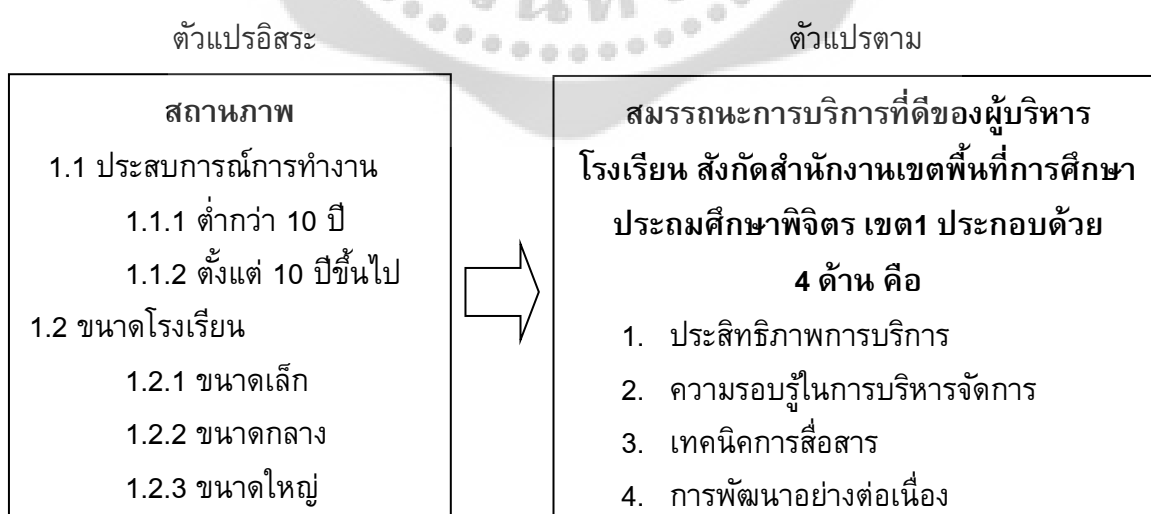 ตัวแปรอิสระ
ตัวแปรตาม
สถานภาพ
1.1 ประสบการณ์การทำงาน
1.1.1 ต่ำกว่า 10 ปี
1.1.2 ตั้งแต่ 10 ปีขึ้นไป
1.2 ขนาดโรงเรียน
1.2.1 ขนาดเล็ก
1.2.2 ขนาดกลาง
1.2.3 ขนาดใหญ่
สมรรถนะการบริการที่ดีของผู้บริหาร
โรงเรียน สังกัดสำนักงานเขตพื้นที่การศึกษา
ประถมศึกษาพิจิตร เขต1 ประกอบด้วย
4 ด้าน คือ
1. ประสิทธิภาพการบริการ
2. ความรอบรู้ในการบริหารจัดการ
3. เทคนิคการสื่อสาร
4. การพัฒนาอย่างต่อเนื่อง